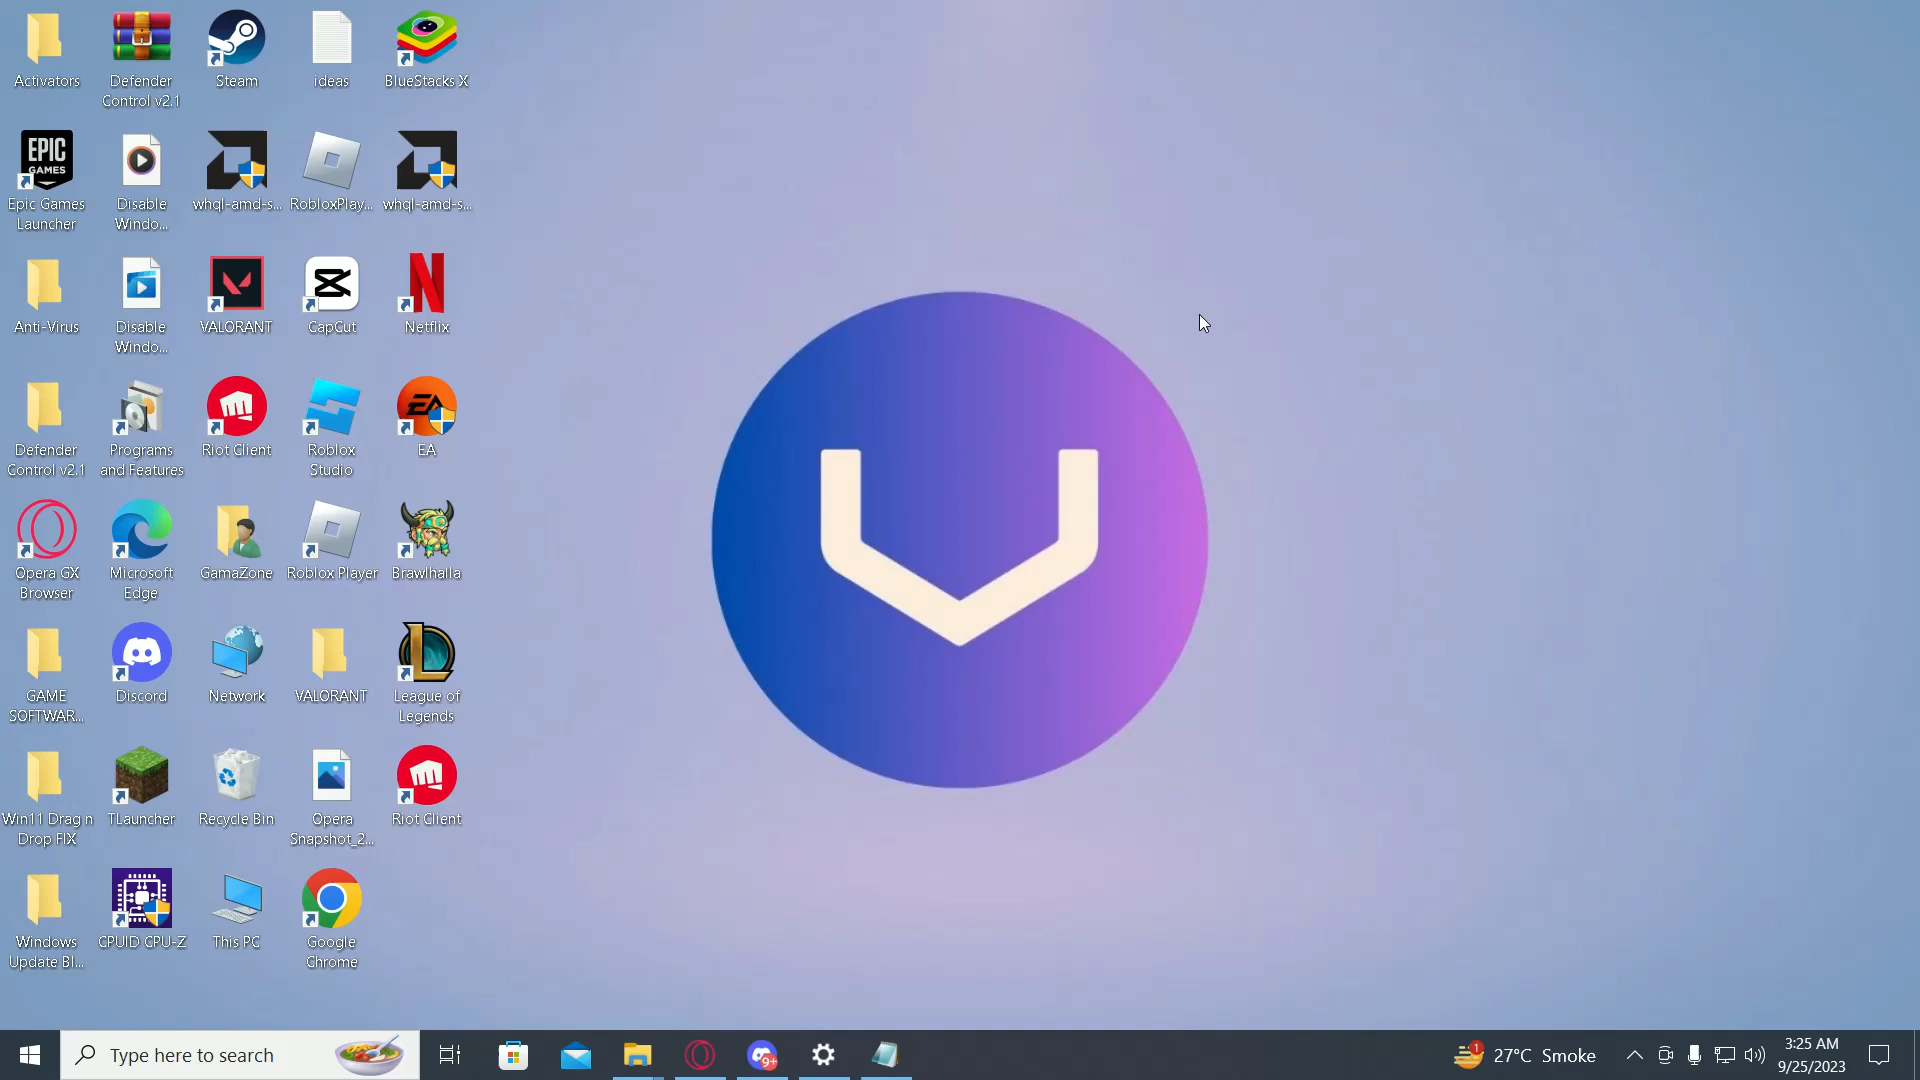 Activators
Defender
Control v2.1
Steam
ideas
BlueStacks X
EPIC
GAMES
Epic Games
Launcher
Disable
Windo...
whql-amd-s...
RobloxPlay...
whql-amd-s...
Anti-Virus
Disable
Windo...
VALORANT
CapCut
Netflix
Defender
Control v2.1
Programs
and Features
Riot Client
Roblox
Studio
EA
EA
Opera GX
Browser
Microsoft
Edge
GamaZone
Roblox Player
Brawlhalla
GAME
SOFTWAR...
Discord
Network
VALORANT
League of
Legends
Win11 Drag n
Drop FIX
TLauncher
Recycle Bin
Opera
Snapshot_2...
Riot Client
Windows
Update Bl...
CPUID CPU-Z
This PC
Google
Chrome
Type here to search
9+
1
27°C Smoke
3:25 AM
9/25/2023